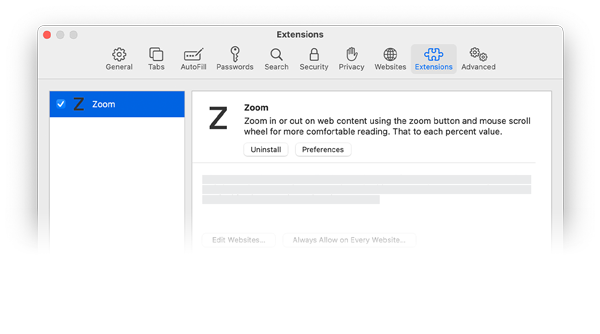 Extensions
General Tabs AutoFill Passwords Search Security Privacy Websites Extensions Advanced
Z Zoom
Z Zoom
Zoom in or out on web content using the zoom button and mouse scroll
wheel for more comfortable reading. That to each percent value.
Uninstall Preferences
Edit Websites... Always Allow on Every Website...